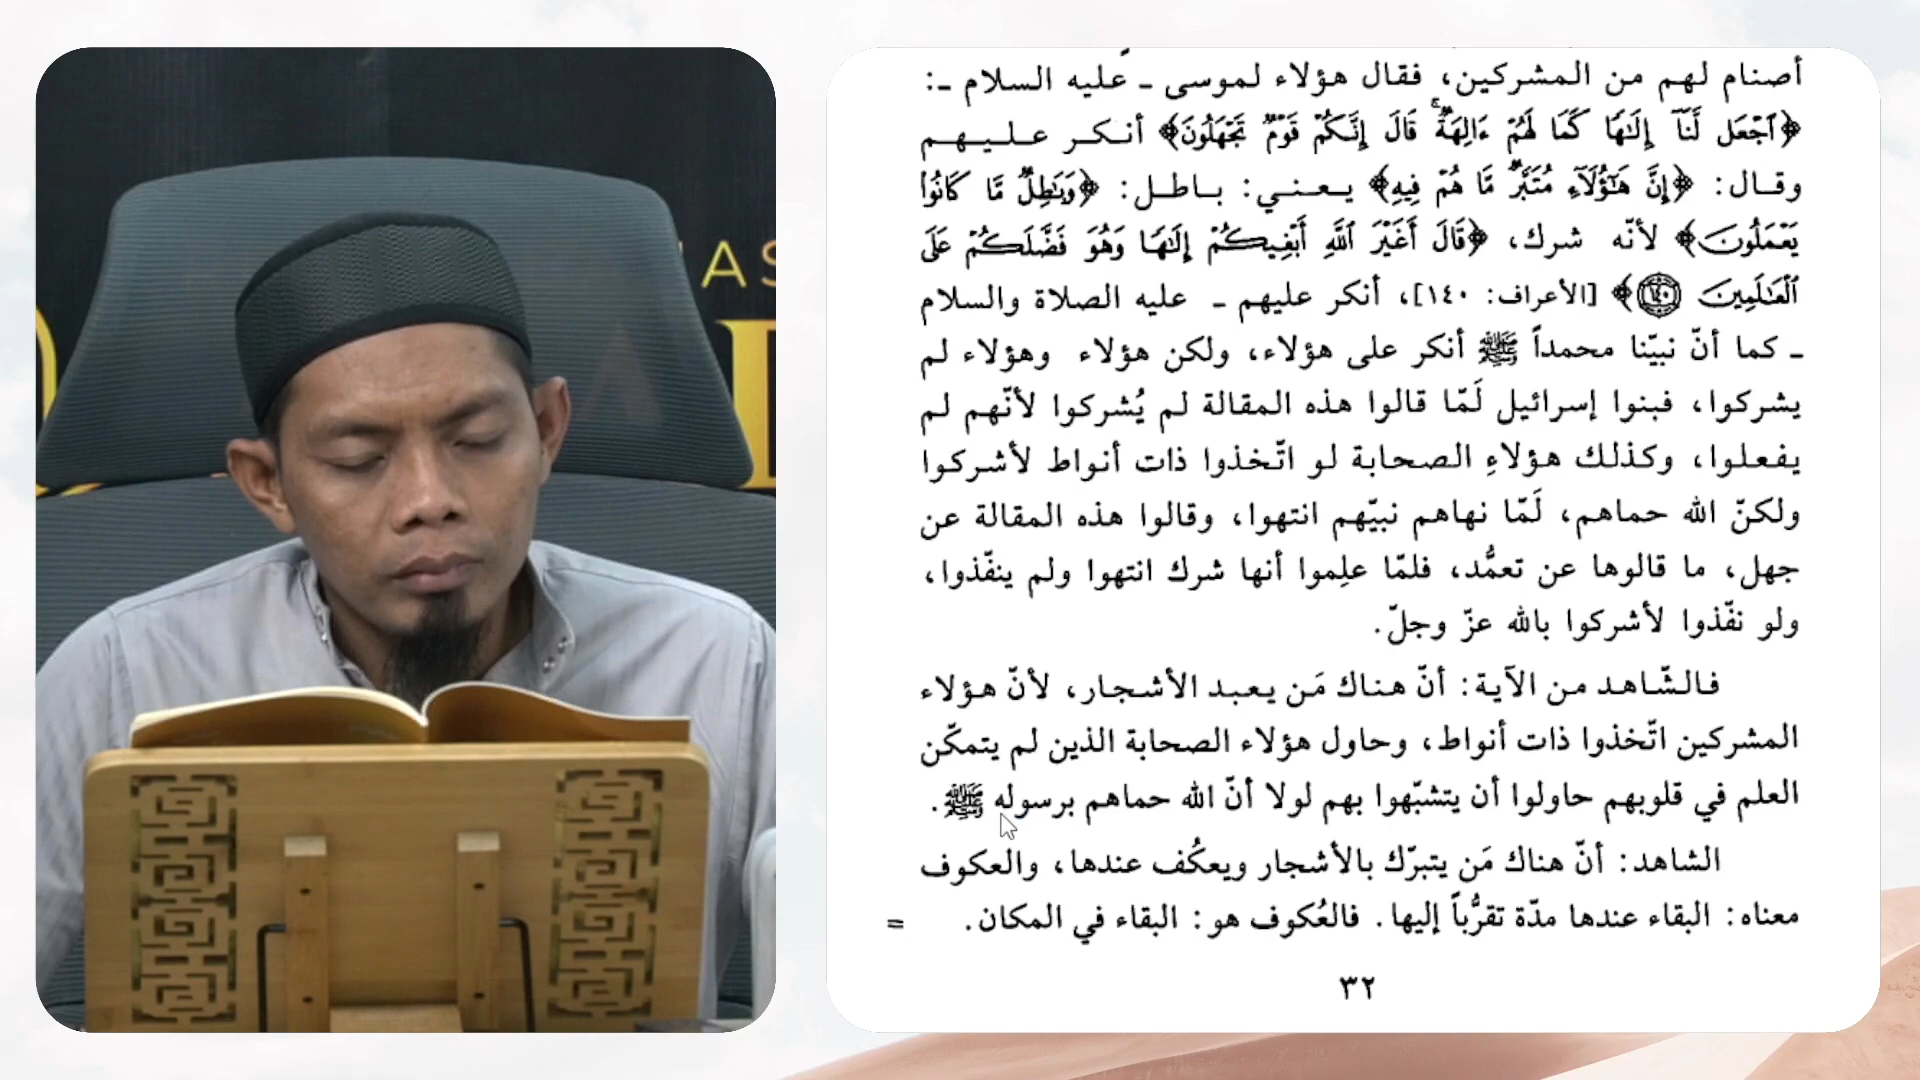 أصنام لهم من المشركين، فقال هؤلاء لموسى ـ عليه السلام ـ:
﴿ٱجْعَل لَّنَآ إِلَـٰهًا كَمَا لَهُمْ ءَالِهَةٌ ۚ قَالَ إِنَّكُمْ قَوْمٌ تَجْهَلُونَ﴾ أنكر عليهم
وقال: ﴿إِنَّ هَـٰٓؤُلَآءِ مُتَبَّرٌ مَّا هُمْ فِيهِ﴾ يعني: باطل: ﴿وَبَـٰطِلٌ مَّا كَانُوا۟
يَعْمَلُونَ﴾ لأنّه شرك، ﴿قَالَ أَغَيْرَ ٱللَّهِ أَبْغِيكُمْ إِلَـٰهًا وَهُوَ فَضَّلَكُمْ عَلَى
ٱلْعَـٰلَمِينَ ١٤٠﴾ [الأعراف: ١٤٠]، أنكر عليهم ـ عليه الصلاة والسلام
ـ كما أنّ نبيّنا محمداً ﷺ أنكر على هؤلاء، ولكن هؤلاء وهؤلاء لم
يشركوا، فبنوا إسرائيل لَمّا قالوا هذه المقالة لم يُشركوا لأنّهم لم
يفعلوا، وكذلك هؤلاءِ الصحابة لو اتّخذوا ذات أنواط لأشركوا
ولكنّ الله حماهم، لَمّا نهاهم نبيّهم انتهوا، وقالوا هذه المقالة عن
جهل، ما قالوها عن تعمُّد، فلمّا علِموا أنها شرك انتهوا ولم ينفّذوا،
ولو نفّذوا لأشركوا بالله عزّ وجلّ.
فالشّاهد من الآية: أنّ هناك مَن يعبد الأشجار، لأنّ هؤلاء
المشركين اتّخذوا ذات أنواط، وحاول هؤلاء الصحابة الذين لم يتمكّن
العلم في قلوبهم حاولوا أن يتشبّهوا بهم لولا أنّ الله حماهم برسوله ﷺ.
الشاهد: أنّ هناك مَن يتبرّك بالأشجار ويعكُف عندها، والعكوف
معناه: البقاء عندها مدّة تقرُّباً إليها. فالعُكوف هو: البقاء في المكان. =
٣٢